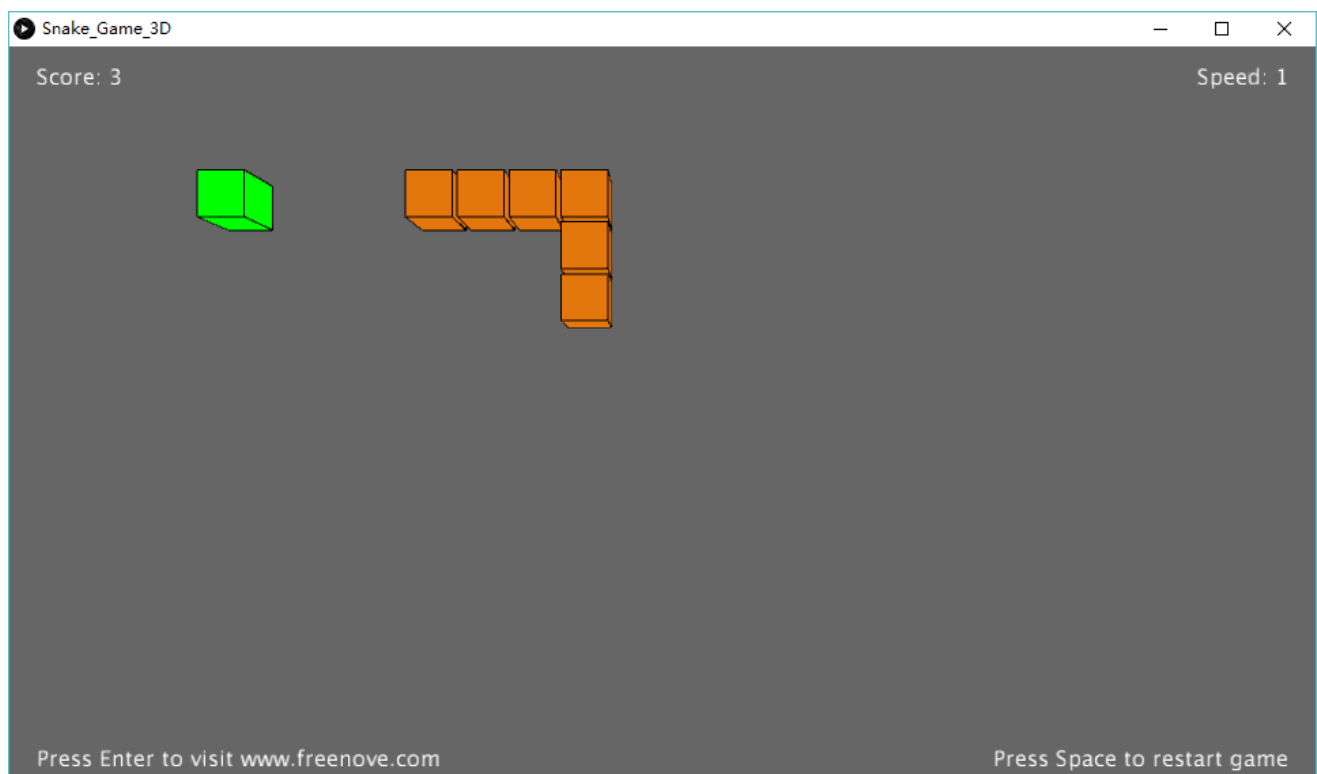 Snake_Game_3D
Score: 3
Speed: 1
Press Enter to visit www.freenove.com
Press Space to restart game